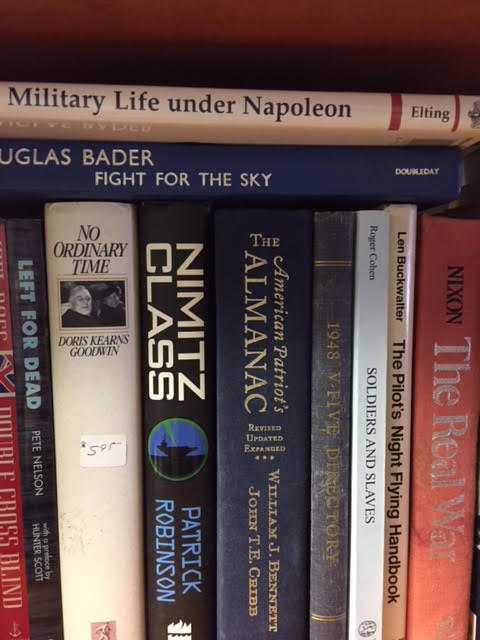 Military Life under Napoleon
Elting
UGLAS BADER
FIGHT FOR THE SKY
DOUBLEDAY
DOUBLE CROSS BLIND
LEFT FOR DEAD
PETE NELSON
with a preface by
HUNTER SCOTT
NO
ORDINARY
TIME
DORIS KEARNS
GOODWIN
$5.95
NIMITZ
CLASS
PATRICK
ROBINSON
THE American Patriot's
ALMANAC
REVISED
UPDATED
EXPANDED
WILLIAM J. BENNETT
JOHN T.E. CRIBB
1948 V-FIVE DIRECTORY
Roger Cohen
SOLDIERS AND SLAVES
Len Buckwalter
The Pilot's Night Flying Handbook
NIXON
The Real War